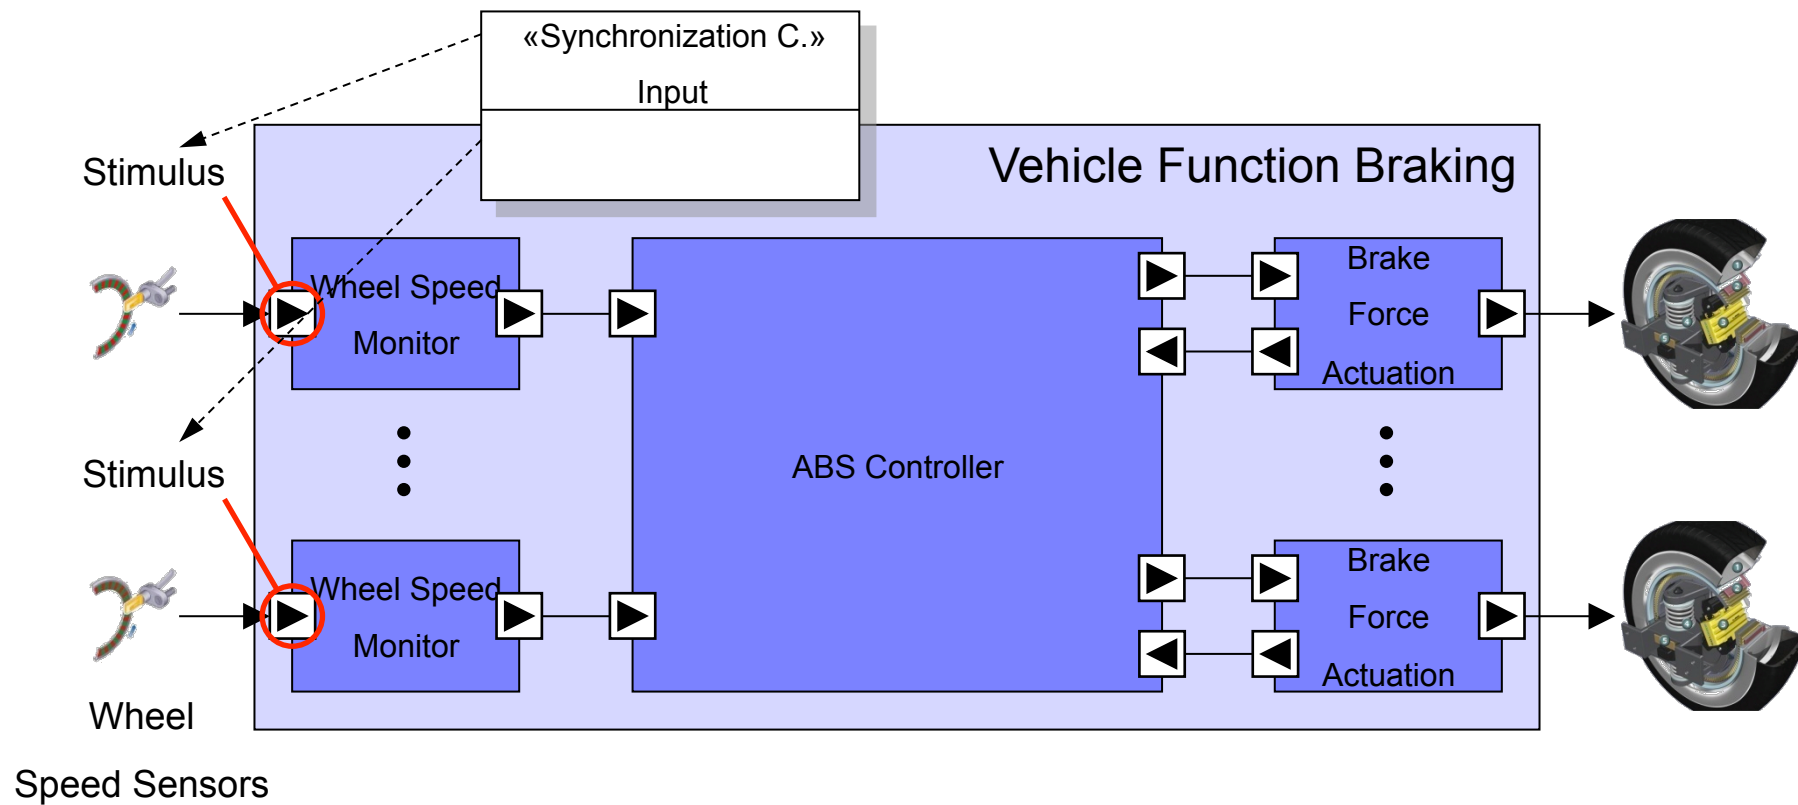 «Synchronization C.»
Input
Stimulus
Vehicle Function Braking
Wheel Speed
Monitor
Brake
Force
Actuation
ABS Controller
Stimulus
Wheel Speed
Monitor
Brake
Force
Actuation
Wheel
Speed Sensors